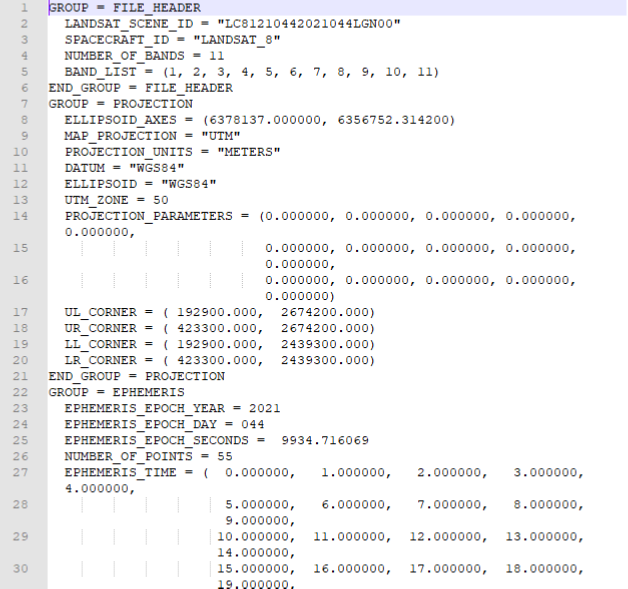 1 GROUP = FILE_HEADER
2 LANDSAT_SCENE_ID = "LC81210442021044LGN00"
3 SPACECRAFT_ID = "LANDSAT_8"
4 NUMBER_OF_BANDS = 11
5 BAND_LIST = (1, 2, 3, 4, 5, 6, 7, 8, 9, 10, 11)
6 END_GROUP = FILE_HEADER
7 GROUP = PROJECTION
8 ELLIPSOID_AXES = (6378137.000000, 6356752.314200)
9 MAP_PROJECTION = "UTM"
10 PROJECTION_UNITS = "METERS"
11 DATUM = "WGS84"
12 ELLIPSOID = "WGS84"
13 UTM_ZONE = 50
14 PROJECTION_PARAMETERS = (0.000000, 0.000000, 0.000000, 0.000000,
0.000000,
15 0.000000, 0.000000, 0.000000, 0.000000,
0.000000,
16 0.000000, 0.000000, 0.000000, 0.000000,
0.000000)
17 UL_CORNER = ( 192900.000, 2674200.000)
18 UR_CORNER = ( 423300.000, 2674200.000)
19 LL_CORNER = ( 192900.000, 2439300.000)
20 LR_CORNER = ( 423300.000, 2439300.000)
21 END_GROUP = PROJECTION
22 GROUP = EPHEMERIS
23 EPHEMERIS_EPOCH_YEAR = 2021
24 EPHEMERIS_EPOCH_DAY = 044
25 EPHEMERIS_EPOCH_SECONDS = 9934.716069
26 NUMBER_OF_POINTS = 55
27 EPHEMERIS_TIME = ( 0.000000, 1.000000, 2.000000, 3.000000,
4.000000,
28 5.000000, 6.000000, 7.000000, 8.000000,
9.000000,
29 10.000000, 11.000000, 12.000000, 13.000000,
14.000000,
30 15.000000, 16.000000, 17.000000, 18.000000,
19.000000,